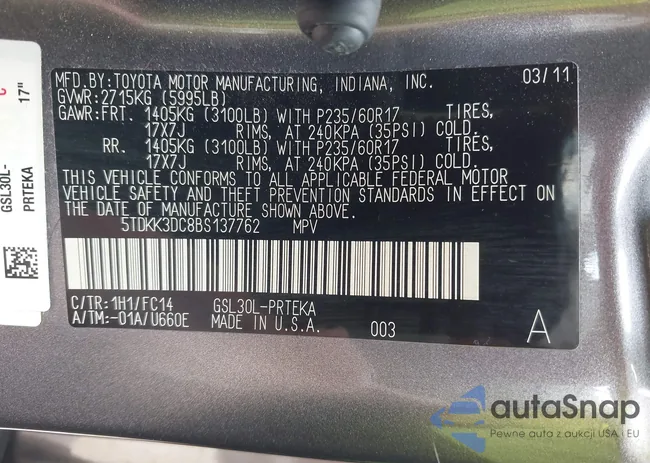 C
17"
GSL30L-
PRTEKA
MFD.BY: TOYOTA MOTOR MANUFACTURING, INDIANA, INC. 03/11
GVWR: 2715KG (5995LB)
GAWR: FRT. 1405KG (3100LB) WITH P235/60R17 TIRES,
17X7J RIMS, AT 240KPA (35PSI) COLD.
RR. 1405KG (3100LB) WITH P235/60R17 TIRES,
17X7J RIMS, AT 240KPA (35PSI) COLD.
THIS VEHICLE CONFORMS TO ALL APPLICABLE FEDERAL MOTOR
VEHICLE SAFETY AND THEFT PREVENTION STANDARDS IN EFFECT ON
THE DATE OF MANUFACTURE SHOWN ABOVE.
5TDKK3DC8BS137762 MPV
C/TR: 1H1/FC14 GSL30L-PRTEKA
A/TM: -01A/U660E MADE IN U.S.A. 003 A
autaSnap
Pewne auta z aukcji USA i EU